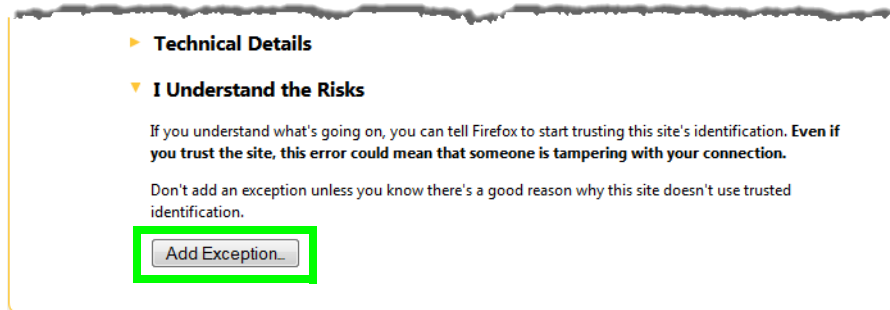 Technical Details
I Understand the Risks
If you understand what's going on, you can tell Firefox to start trusting this site's identification. Even if
you trust the site, this error could mean that someone is tampering with your connection.
Don't add an exception unless you know there's a good reason why this site doesn't use trusted
identification.
Add Exception...